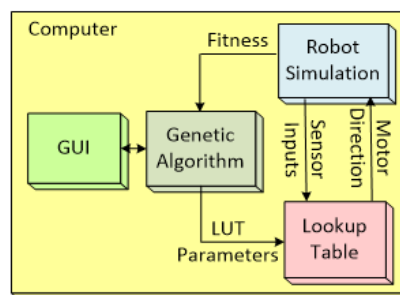 Computer
Fitness
Robot
Simulation
GUI
Genetic
Algorithm
Sensor
Inputs
Motor
Direction
LUT
Parameters
Lookup
Table